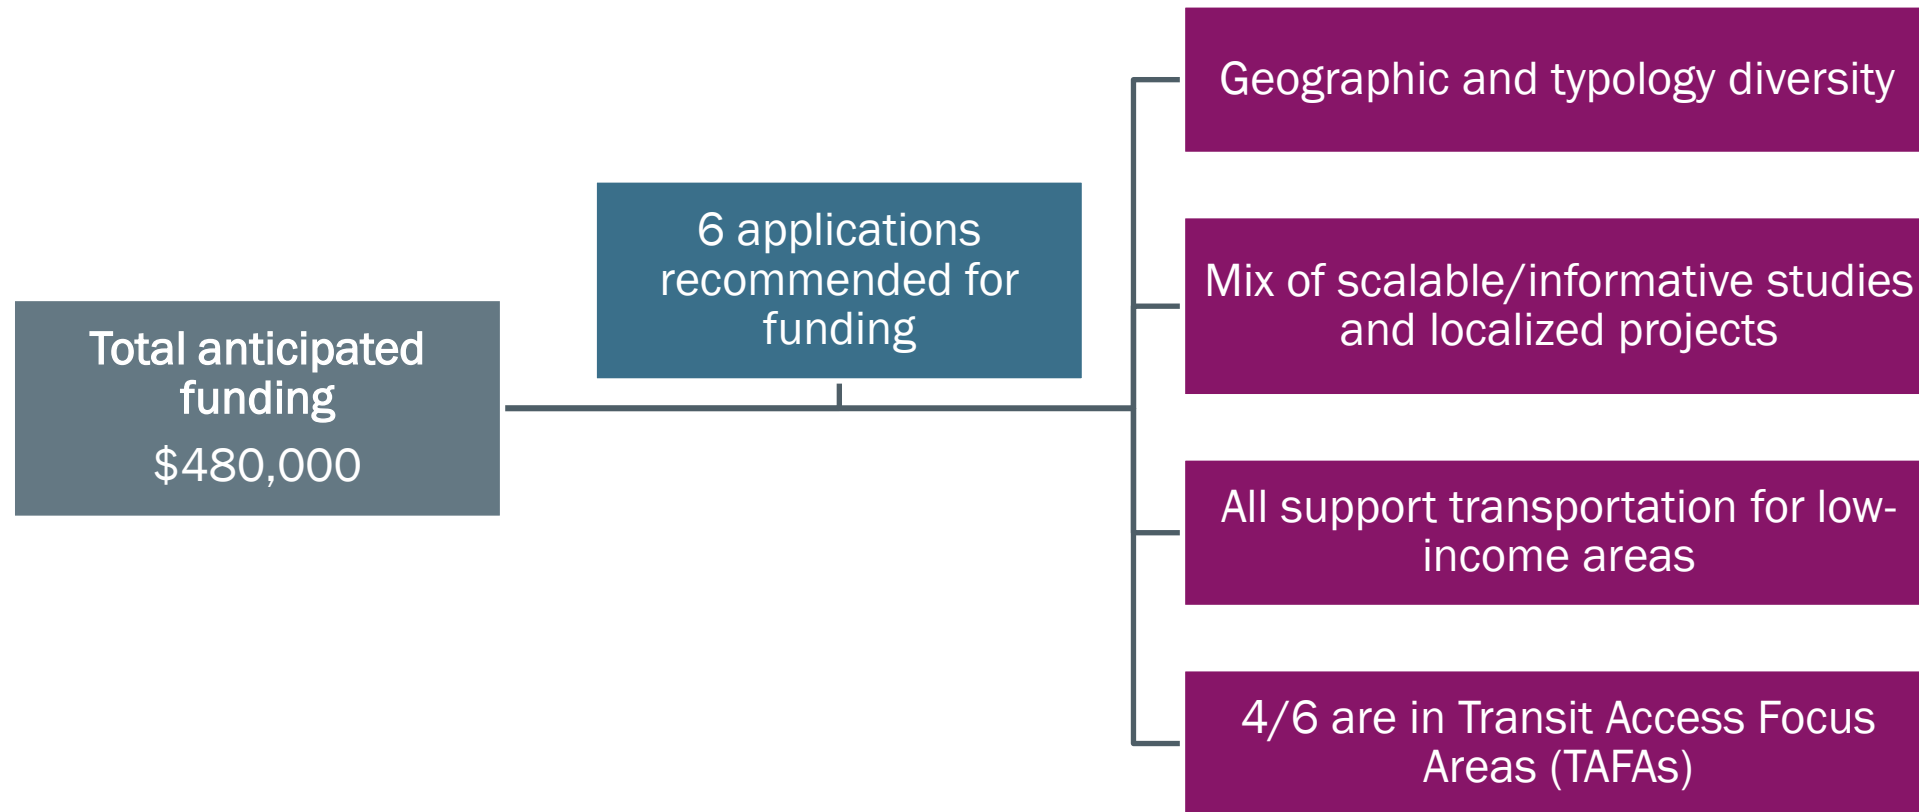 Total anticipated
funding
$480,000
6 applications
recommended for
funding
Geographic and typology diversity
Mix of scalable/informative studies
and localized projects
All support transportation for low-
income areas
4/6 are in Transit Access Focus
Areas (TAFAs)